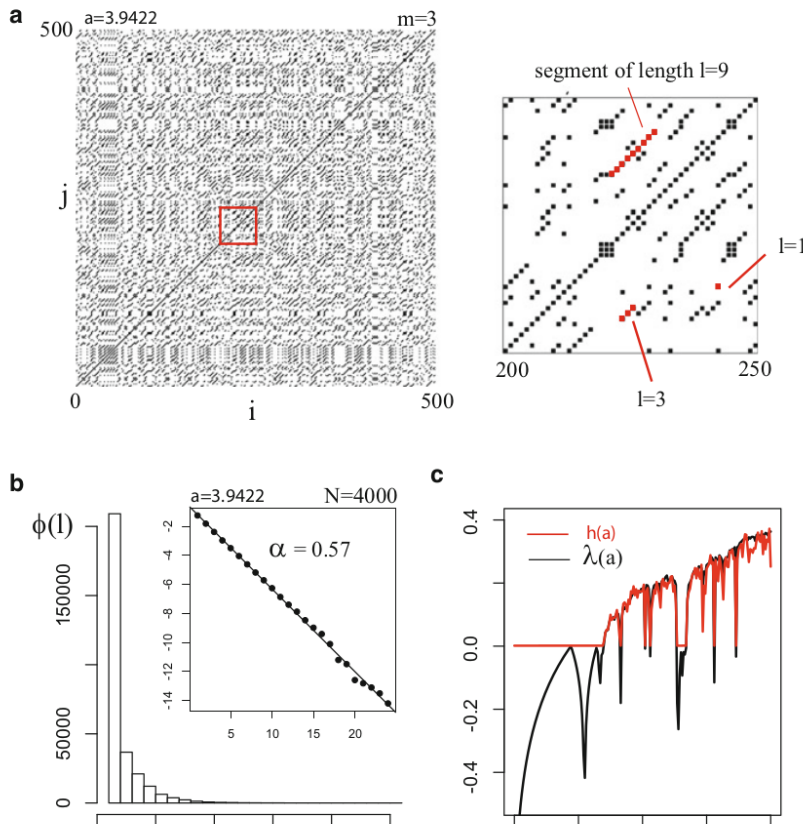 a
a=3.9422
m=3
500
j
0
i
500
segment of length l=9
l=1
200
250
l=3
b
ϕ(l)
150000
50000
0
a=3.9422
N=4000
α = 0.57
-2
-4
-6
-8
-10
-12
-14
5
10
15
20
c
h(a)
λ(a)
0.4
0.0
-0.2
-0.4